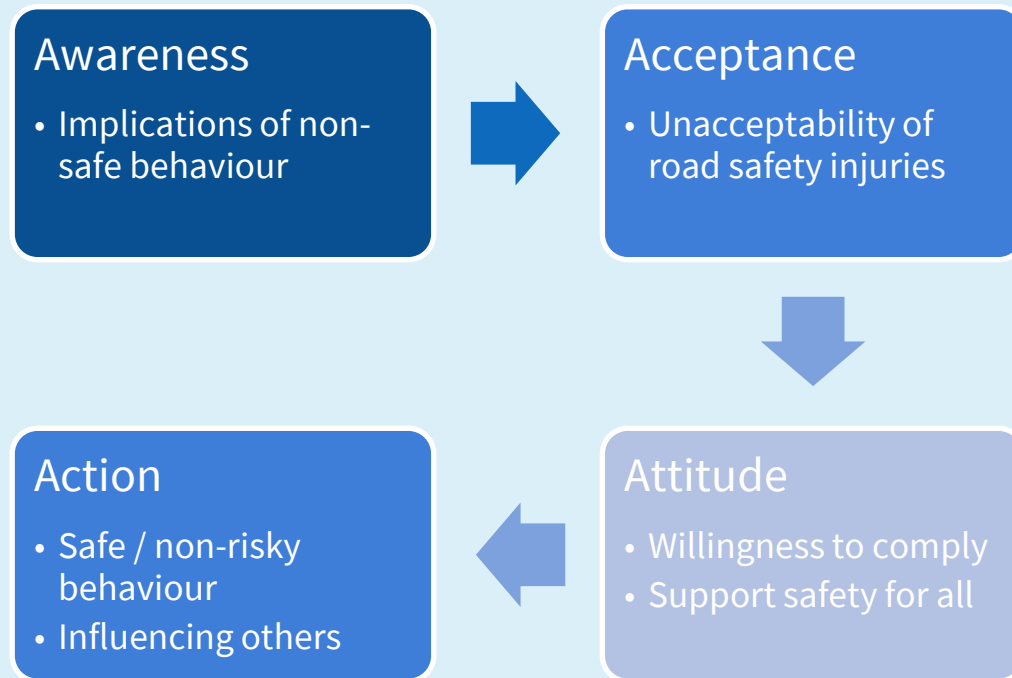 Awareness
• Implications of non-
safe behaviour
Acceptance
• Unacceptability of
road safety injuries
Attitude
• Willingness to comply
• Support safety for all
Action
• Safe / non-risky
behaviour
• Influencing others